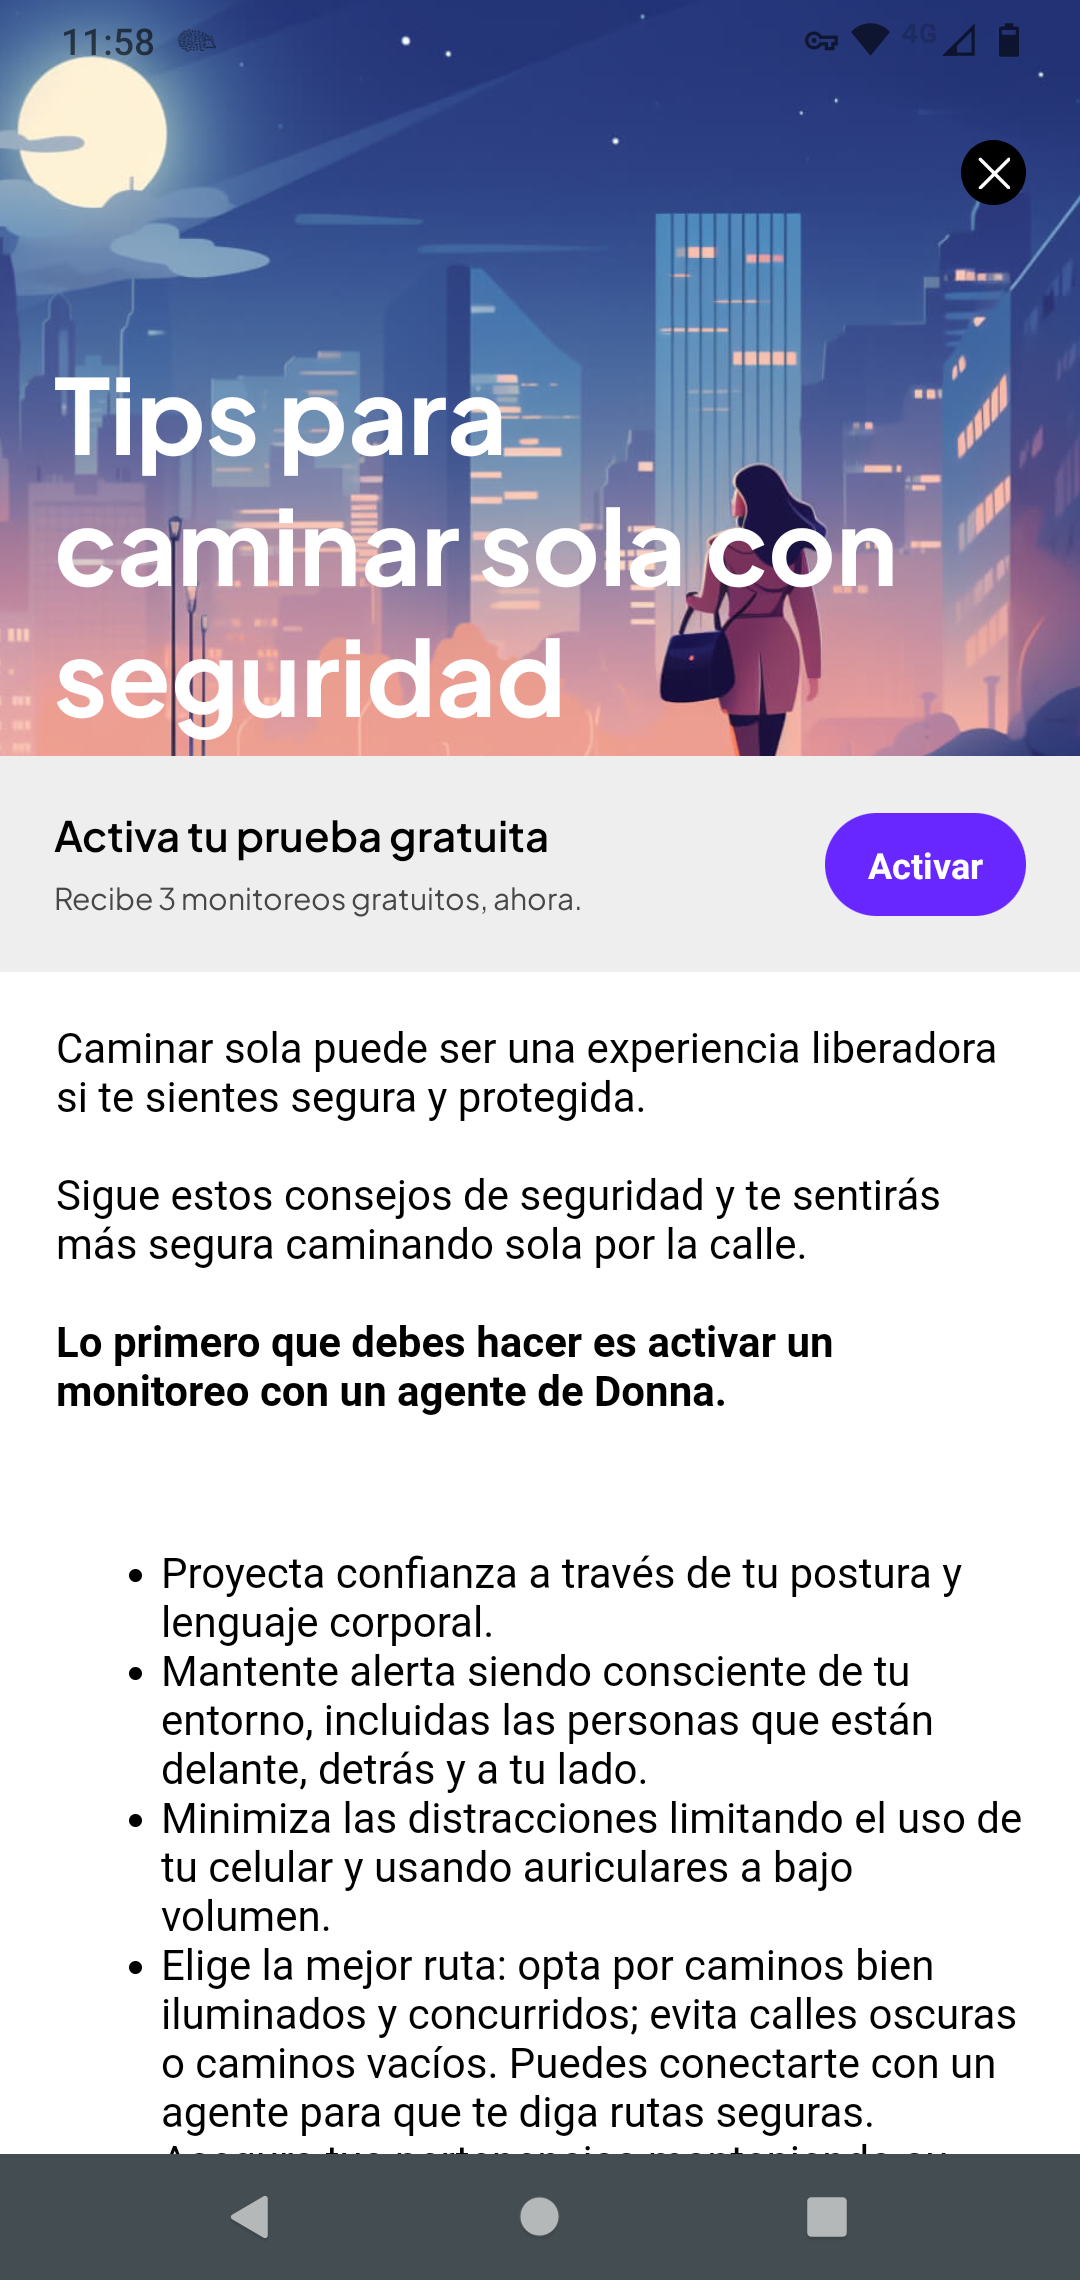 11:58
4G
Tips para
caminar sola con
seguridad
Activa tu prueba gratuita
Recibe 3 monitoreos gratuitos, ahora.
Activar
Caminar sola puede ser una experiencia liberadora
si te sientes segura y protegida.
Sigue estos consejos de seguridad y te sentirás
más segura caminando sola por la calle.
Lo primero que debes hacer es activar un
monitoreo con un agente de Donna.
• Proyecta confianza a través de tu postura y
lenguaje corporal.
• Mantente alerta siendo consciente de tu
entorno, incluidas las personas que están
delante, detrás y a tu lado.
• Minimiza las distracciones limitando el uso de
tu celular y usando auriculares a bajo
volumen.
• Elige la mejor ruta: opta por caminos bien
iluminados y concurridos; evita calles oscuras
o caminos vacíos. Puedes conectarte con un
agente para que te diga rutas seguras.